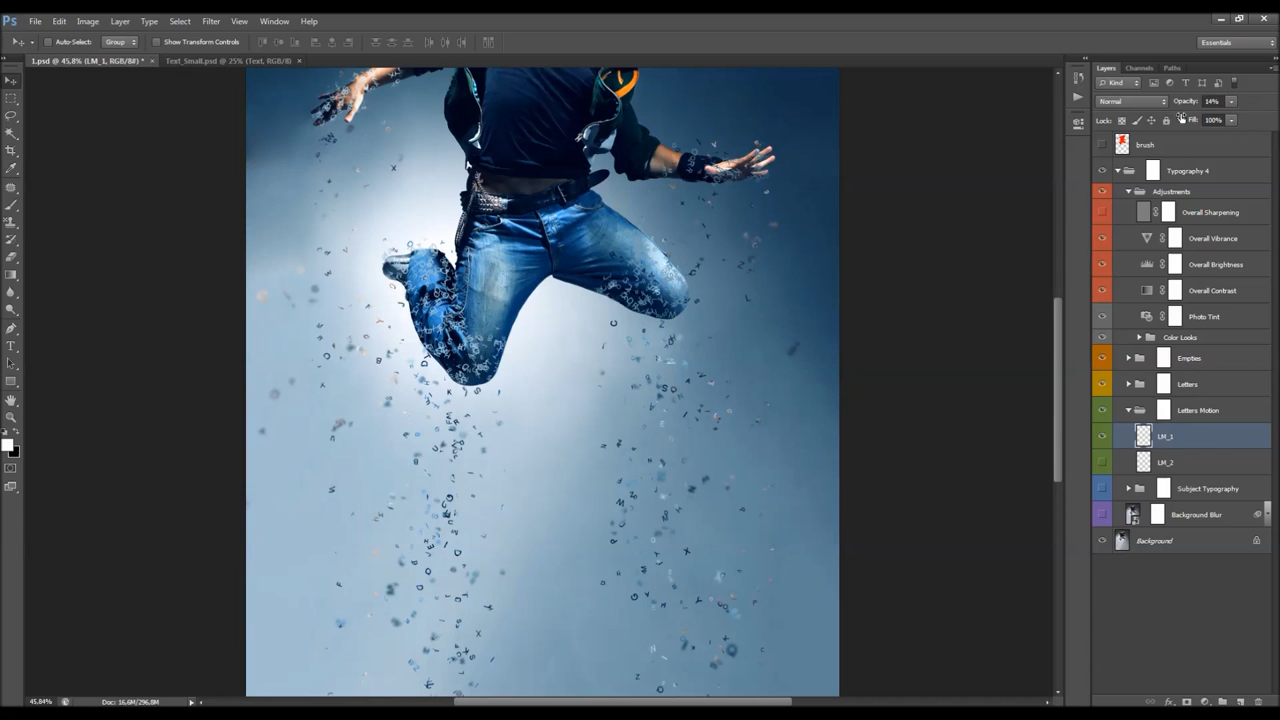 Ps File Edit Image Layer Type Select Filter View Window Help
Auto-Select: Group Show Transform Controls Essentials
1.psd @ 45.8% (LM_1, RGB/8#) * × Text_Small.psd @ 25% (Text, RGB/8) ×
Layers Channels Paths
Kind
Normal Opacity: 14%
Lock: Fill: 100%
brush
Typography 4
Adjustments
Overall Sharpening
Overall Vibrance
Overall Brightness
Overall Contrast
Photo Tint
Color Looks
Empties
Letters
Letters Motion
LM_1
LM_2
Subject Typography
Background Blur
Background
45.84% Doc: 16.6M/296.8M